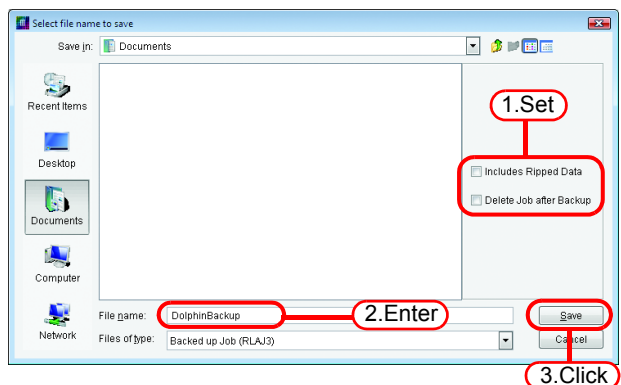 Select file name to save
Save in: Documents
Recent Items
Desktop
Documents
Computer
Network
1.Set
Includes Ripped Data
Delete Job after Backup
File name: DolphinBackup
2.Enter
Save
Files of type: Backed up Job (RLAJ3)
Cancel
3.Click